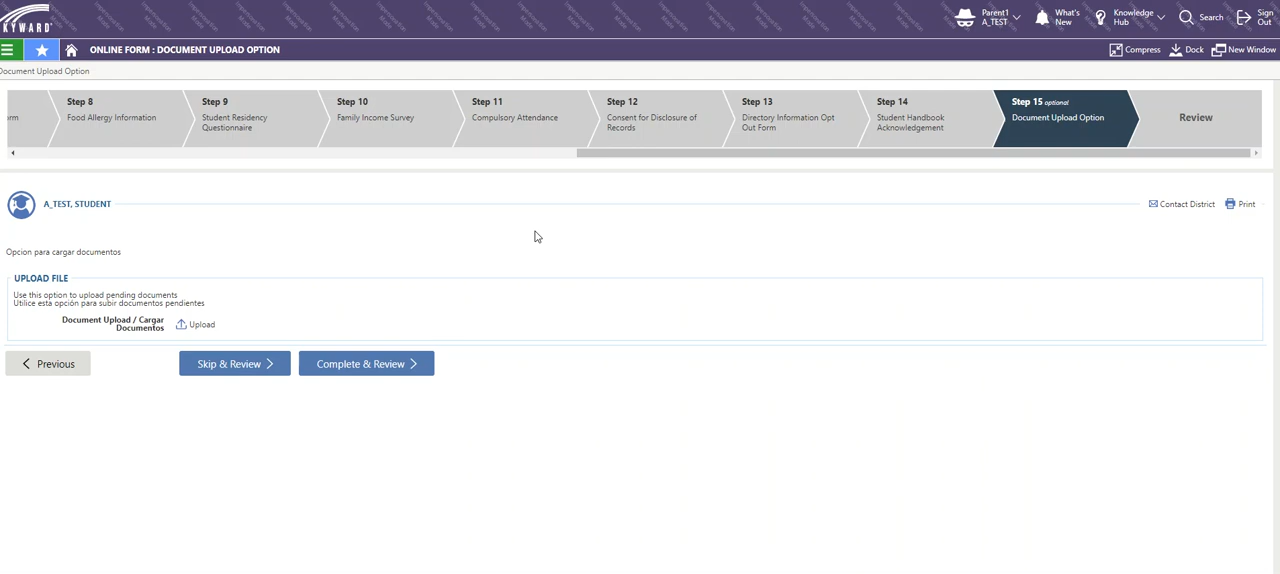 KYWARD
Parent1
A_TEST
What's
New
Knowledge
Hub
Search
Sign
Out
ONLINE FORM : DOCUMENT UPLOAD OPTION
Compress
Dock
New Window
Document Upload Option
orm
Step 8
Food Allergy Information
Step 9
Student Residency
Questionnaire
Step 10
Family Income Survey
Step 11
Compulsory Attendance
Step 12
Consent for Disclosure of
Records
Step 13
Directory Information Opt
Out Form
Step 14
Student Handbook
Acknowledgement
Step 15 optional
Document Upload Option
Review
A_TEST, STUDENT
Contact District
Print
Opcion para cargar documentos
UPLOAD FILE
Use this option to upload pending documents
Utilice esta opción para subir documentos pendientes
Document Upload / Cargar
Documentos
Upload
Previous
Skip & Review
Complete & Review